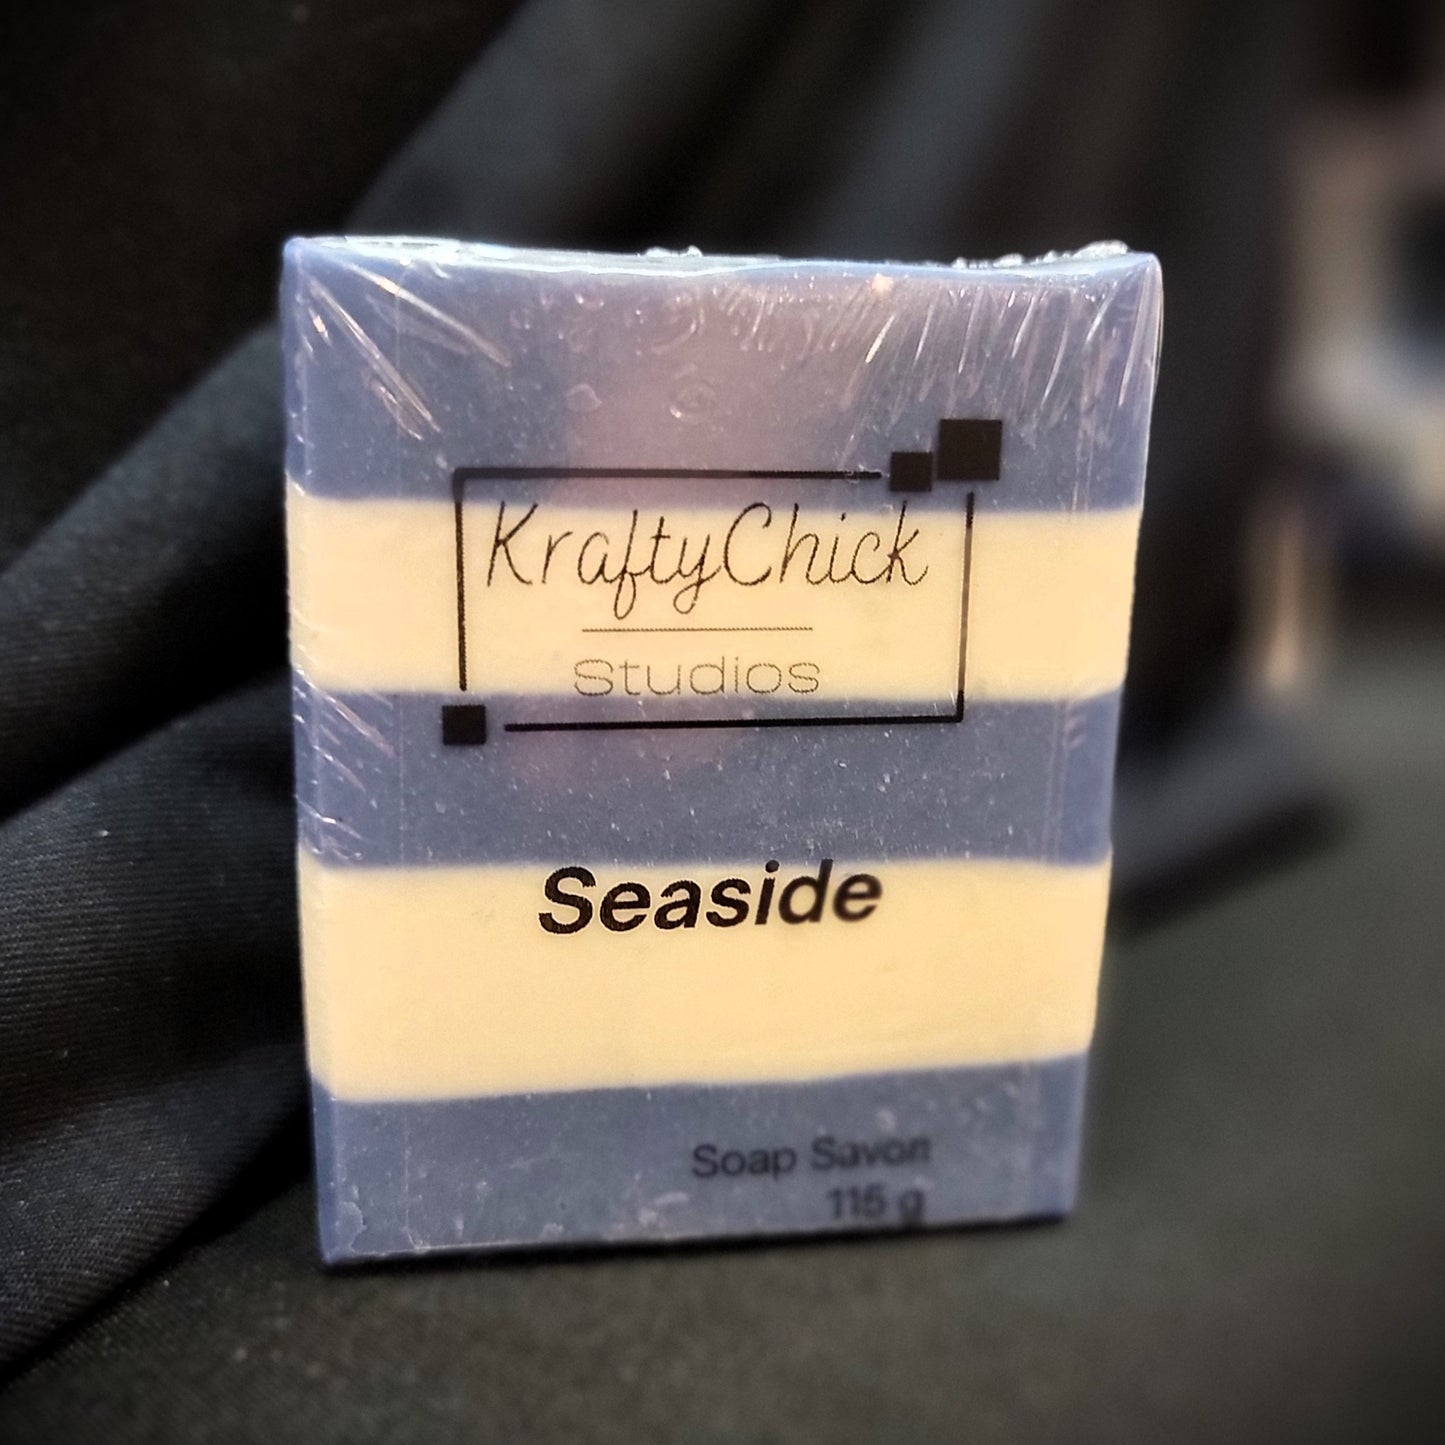 KraftyChick
Studios
Seaside
Soap Savon
115 g